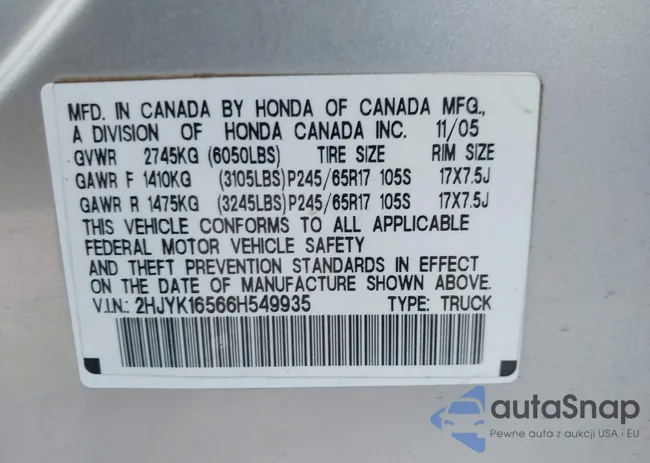 MFD. IN CANADA BY HONDA OF CANADA MFG.,
A DIVISION OF HONDA CANADA INC. 11/05
GVWR 2745KG (6050LBS) TIRE SIZE RIM SIZE
GAWR F 1410KG (3105LBS) P245/65R17 105S 17X7.5J
GAWR R 1475KG (3245LBS) P245/65R17 105S 17X7.5J
THIS VEHICLE CONFORMS TO ALL APPLICABLE
FEDERAL MOTOR VEHICLE SAFETY
AND THEFT PREVENTION STANDARDS IN EFFECT
ON THE DATE OF MANUFACTURE SHOWN ABOVE.
V.I.N.: 2HJYK16566H549935 TYPE: TRUCK
autaSnap
Pewne auta z aukcji USA i EU